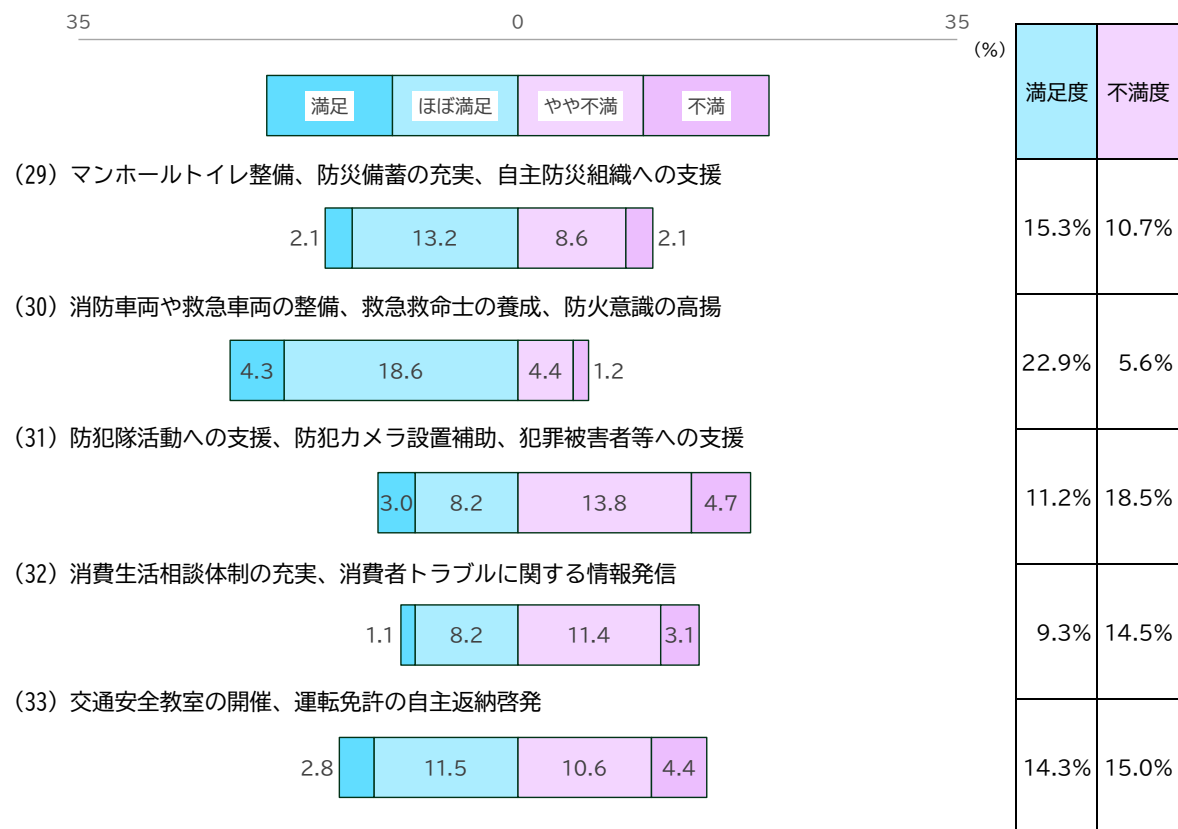 35 0 35
(%)
満足 ほぼ満足 やや不満 不満
満足度 不満度
(29) マンホールトイレ整備、防災備蓄の充実、自主防災組織への支援
2.1 13.2 8.6 2.1
15.3% 10.7%
(30) 消防車両や救急車両の整備、救急救命士の養成、防火意識の高揚
4.3 18.6 4.4 1.2
22.9% 5.6%
(31) 防犯隊活動への支援、防犯カメラ設置補助、犯罪被害者等への支援
3.0 8.2 13.8 4.7
11.2% 18.5%
(32) 消費生活相談体制の充実、消費者トラブルに関する情報発信
1.1 8.2 11.4 3.1
9.3% 14.5%
(33) 交通安全教室の開催、運転免許の自主返納啓発
2.8 11.5 10.6 4.4
14.3% 15.0%